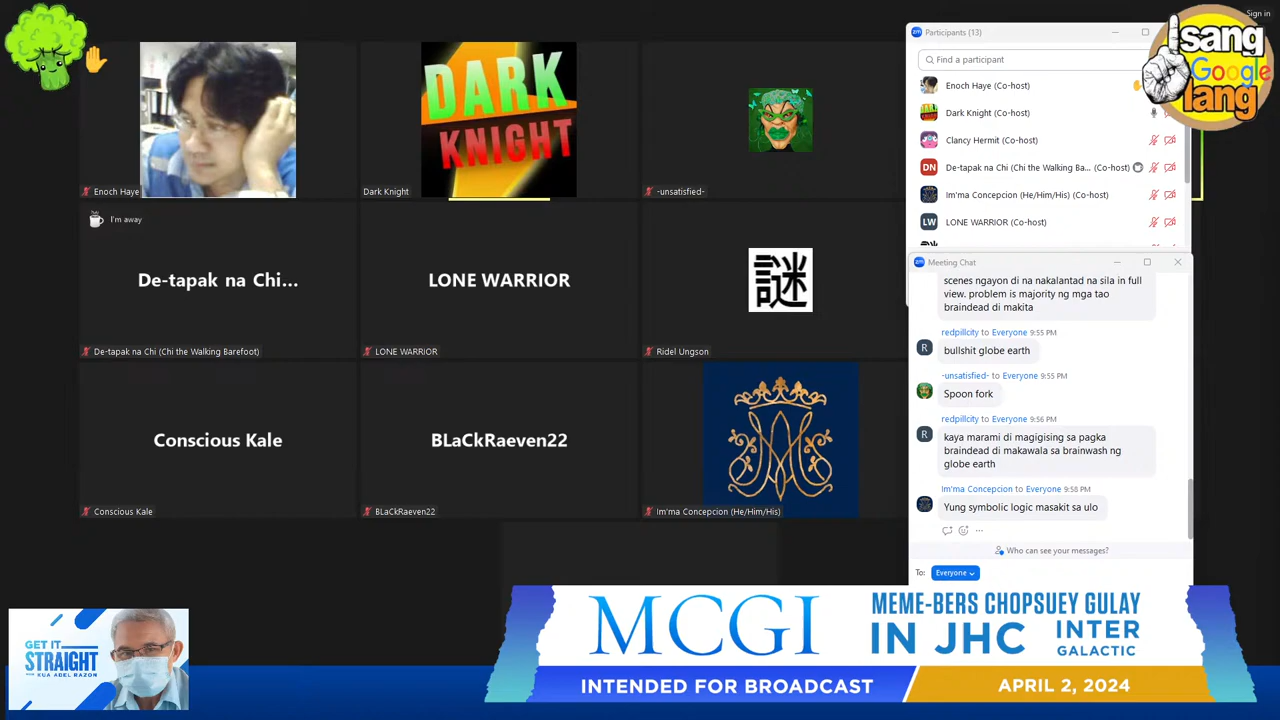 Sign in
isang
Google
lang
DARK
KNIGHT
Enoch Haye
Dark Knight
-unsatisfied-
I'm away
De-tapak na Chi...
LONE WARRIOR
謎
De-tapak na Chi (Chi the Walking Barefoot)
LONE WARRIOR
Ridel Ungson
Conscious Kale
BLaCkRaeven22
Conscious Kale
BLaCkRaeven22
Im'ma Concepcion (He/Him/His)
zm
Participants (13)
Find a participant
Enoch Haye (Co-host)
Dark Knight (Co-host)
Clancy Hermit (Co-host)
DN
De-tapak na Chi (Chi the Walking Ba... (Co-host)
Im'ma Concepcion (He/Him/His) (Co-host)
LW
LONE WARRIOR (Co-host)
zm
Meeting Chat
scenes ngayon di na nakalantad na sila in full
view. problem is majority ng mga tao
braindead di makita
redpillcity to Everyone 9:55 PM
R
bullshit globe earth
-unsatisfied- to Everyone 9:55 PM
Spoon fork
redpillcity to Everyone 9:56 PM
R
kaya marami di magigising sa pagka
braindead di makawala sa brainwash ng
globe earth
Im'ma Concepcion to Everyone 9:58 PM
Yung symbolic logic masakit sa ulo
Who can see your messages?
To: Everyone
GET IT
STRAIGHT
KUA ADEL RAZON
MCGI
MEME-BERS CHOPSUEY GULAY
IN JHC INTER
GALACTIC
INTENDED FOR BROADCAST
APRIL 2, 2024